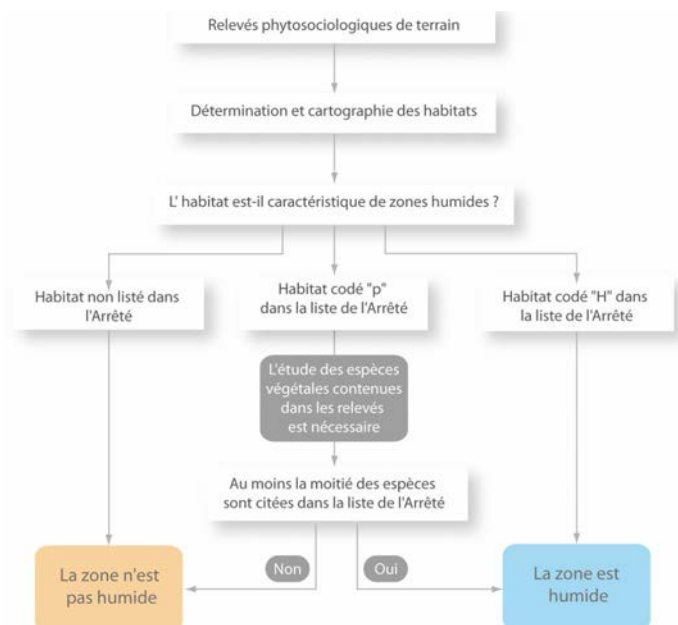 Relevés phytosociologiques de terrain
Détermination et cartographie des habitats
L' habitat est-il caractéristique de zones humides ?
Habitat non listé dans
l'Arrêté
Habitat codé "p"
dans la liste de l'Arrêté
Habitat codé "H" dans
la liste de l'Arrêté
L'étude des espèces
végétales contenues
dans les relevés
est nécessaire
Au moins la moitié des espèces
sont citées dans la liste de l'Arrêté
Non
Oui
La zone n'est
pas humide
La zone est
humide